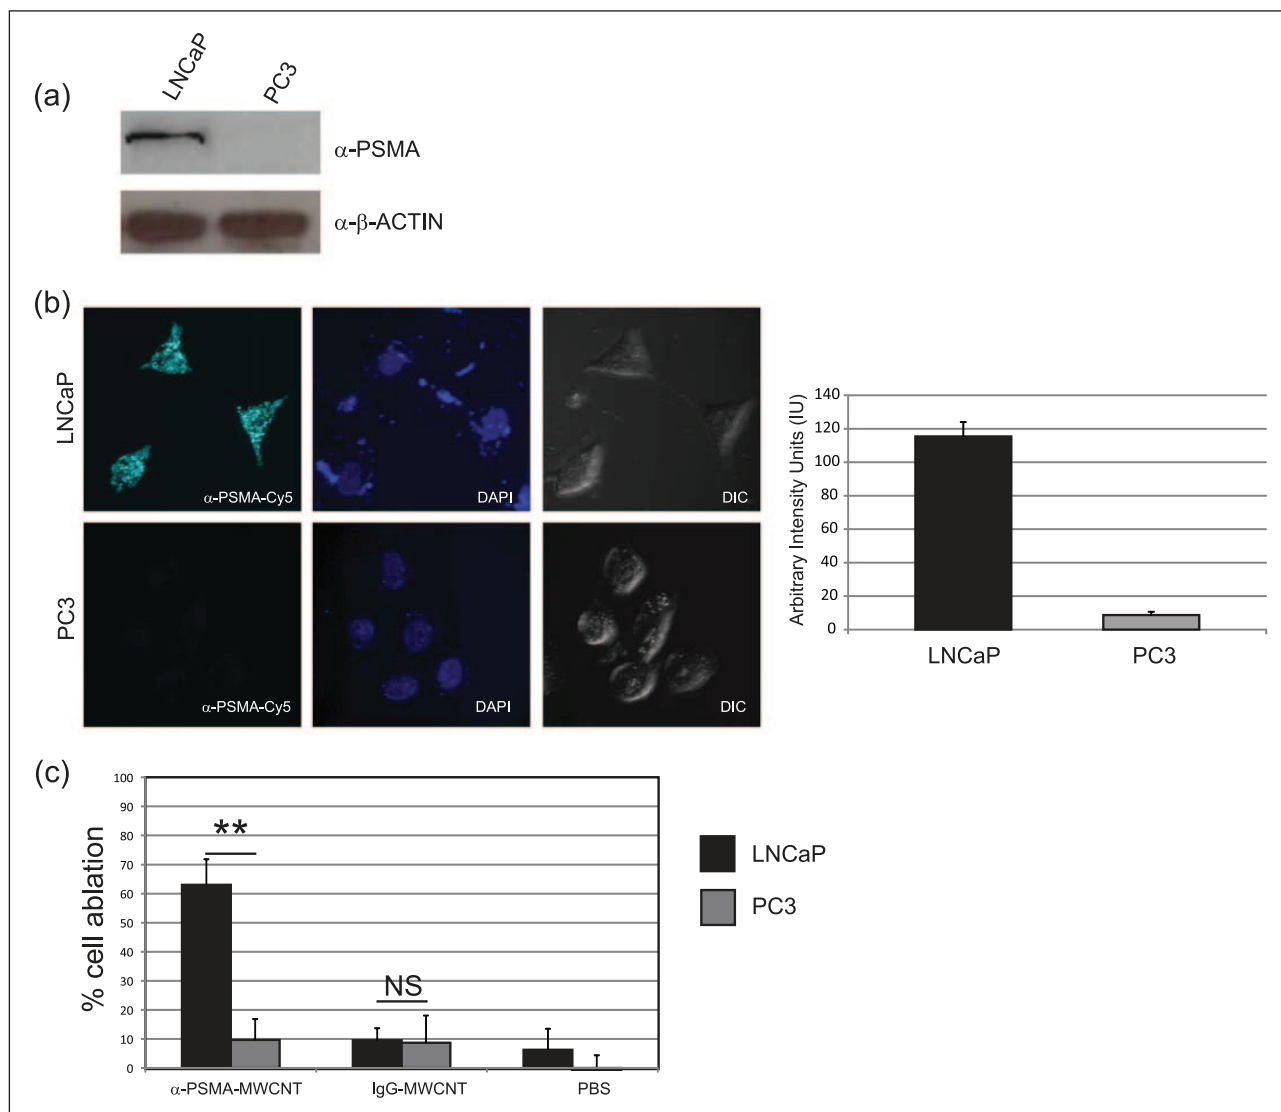 (a)
LNCaP
PC3
α-PSMA
α-β-ACTIN
(b)
LNCaP
α-PSMA-Cy5
DAPI
DIC
PC3
α-PSMA-Cy5
DAPI
DIC
Arbitrary Intensity Units (IU)
140
120
100
80
60
40
20
0
LNCaP
PC3
(c)
% cell ablation
100
90
80
70
60
50
40
30
20
10
0
**
NS
α-PSMA-MWCNT
IgG-MWCNT
PBS
LNCaP
PC3